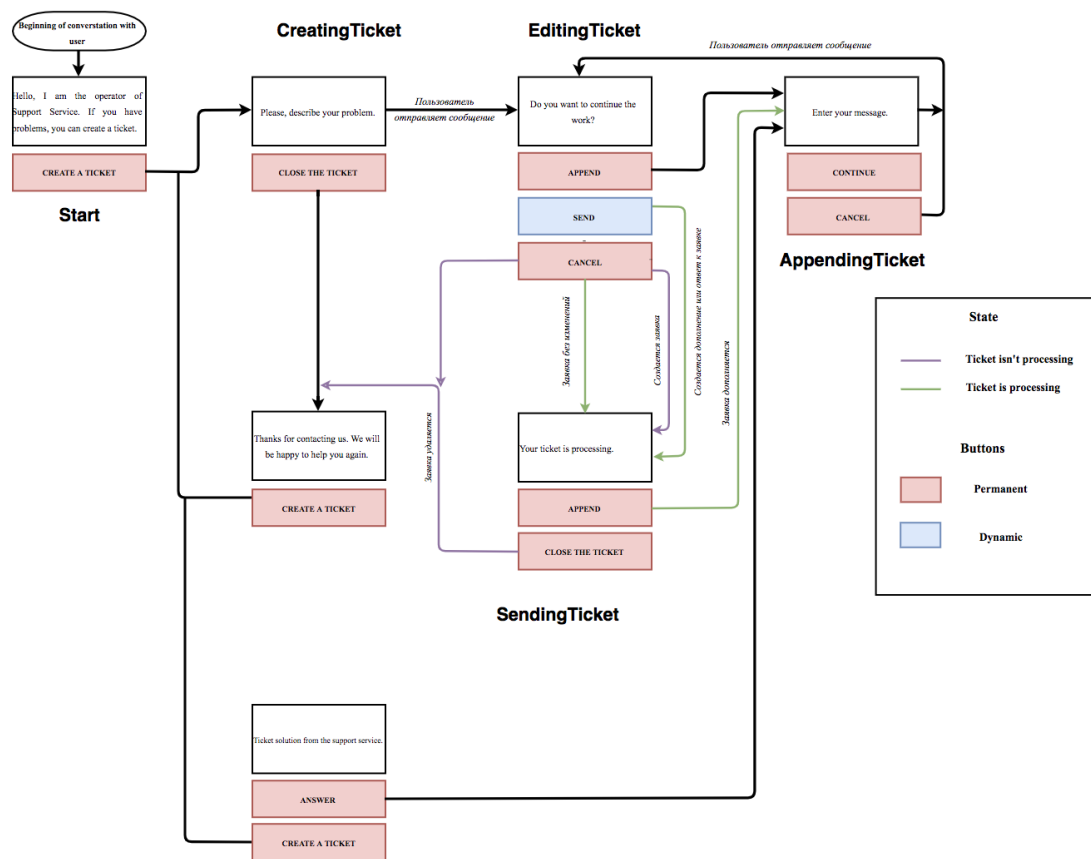 Beginning of converstation with
user
Hello, I am the operator of
Support Service. If you have
problems, you can create a ticket.
CREATE A TICKET
Start
CreatingTicket
Please, describe your problem.
CLOSE THE TICKET
Пользователь
отправляет сообщение
EditingTicket
Do you want to continue the
work?
APPEND
SEND
CANCEL
Пользователь отправляет сообщение
Enter your message.
CONTINUE
CANCEL
AppendingTicket
Заявка без изменений
Создается заявка
Создается дополнение или ответ к заявке
Заявка дополняется
Заявка удаляется
Thanks for contacting us. We will
be happy to help you again.
CREATE A TICKET
Your ticket is processing.
APPEND
CLOSE THE TICKET
SendingTicket
State
Ticket isn't processing
Ticket is processing
Buttons
Permanent
Dynamic
Ticket solution from the support service.
ANSWER
CREATE A TICKET